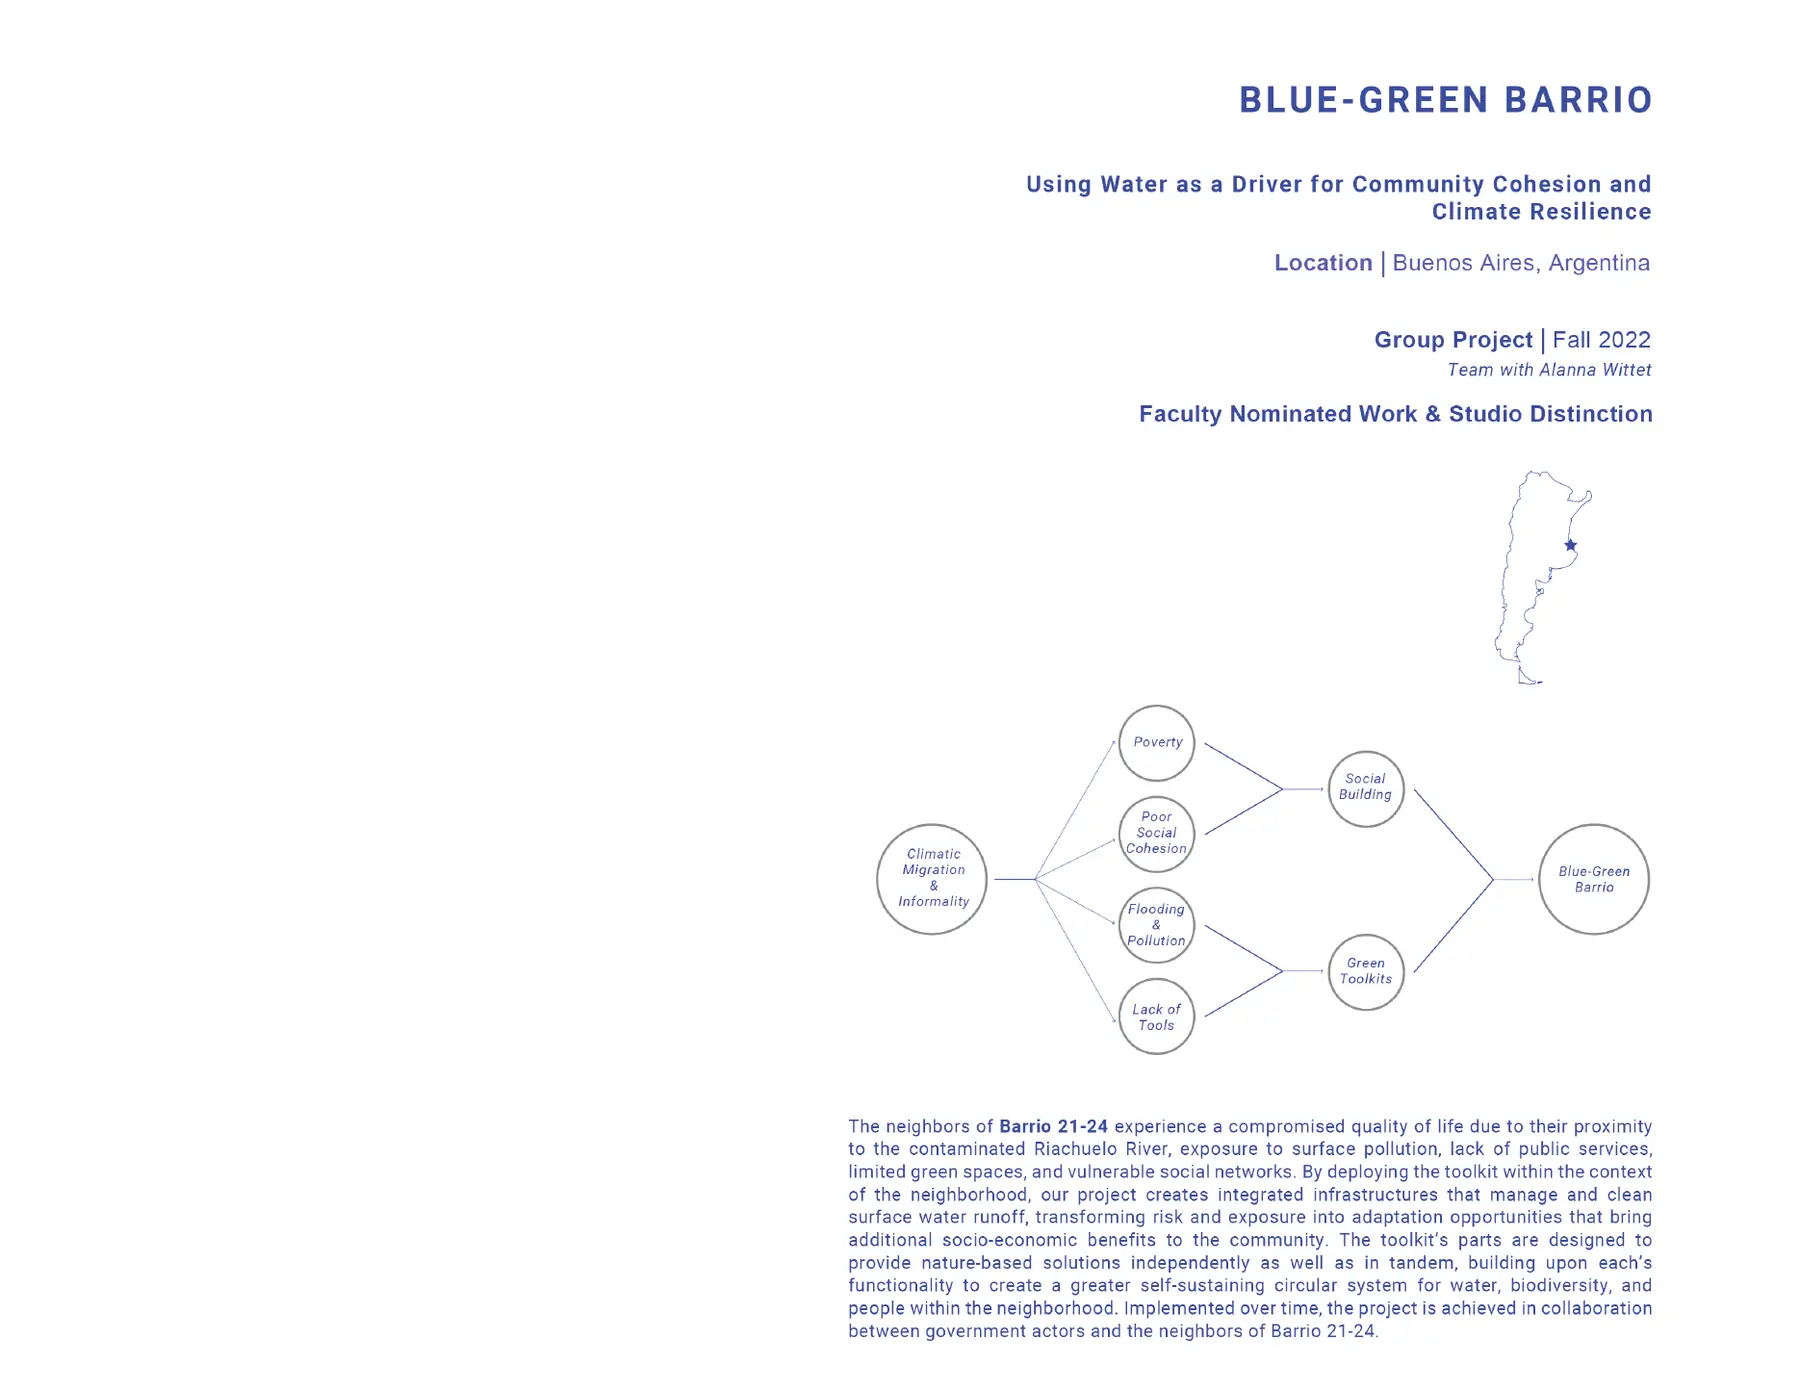 BLUE-GREEN BARRIO
Using Water as a Driver for Community Cohesion and
Climate Resilience
Location | Buenos Aires, Argentina
Group Project | Fall 2022
Team with Alanna Wittet
Faculty Nominated Work & Studio Distinction
Climatic
Migration
&
Informality
Poverty
Poor
Social
Cohesion
Flooding
&
Pollution
Lack of
Tools
Social
Building
Green
Toolkits
Blue-Green
Barrio
The neighbors of Barrio 21-24 experience a compromised quality of life due to their proximity
to the contaminated Riachuelo River, exposure to surface pollution, lack of public services,
limited green spaces, and vulnerable social networks. By deploying the toolkit within the context
of the neighborhood, our project creates integrated infrastructures that manage and clean
surface water runoff, transforming risk and exposure into adaptation opportunities that bring
additional socio-economic benefits to the community. The toolkit's parts are designed to
provide nature-based solutions independently as well as in tandem, building upon each's
functionality to create a greater self-sustaining circular system for water, biodiversity, and
people within the neighborhood. Implemented over time, the project is achieved in collaboration
between government actors and the neighbors of Barrio 21-24.